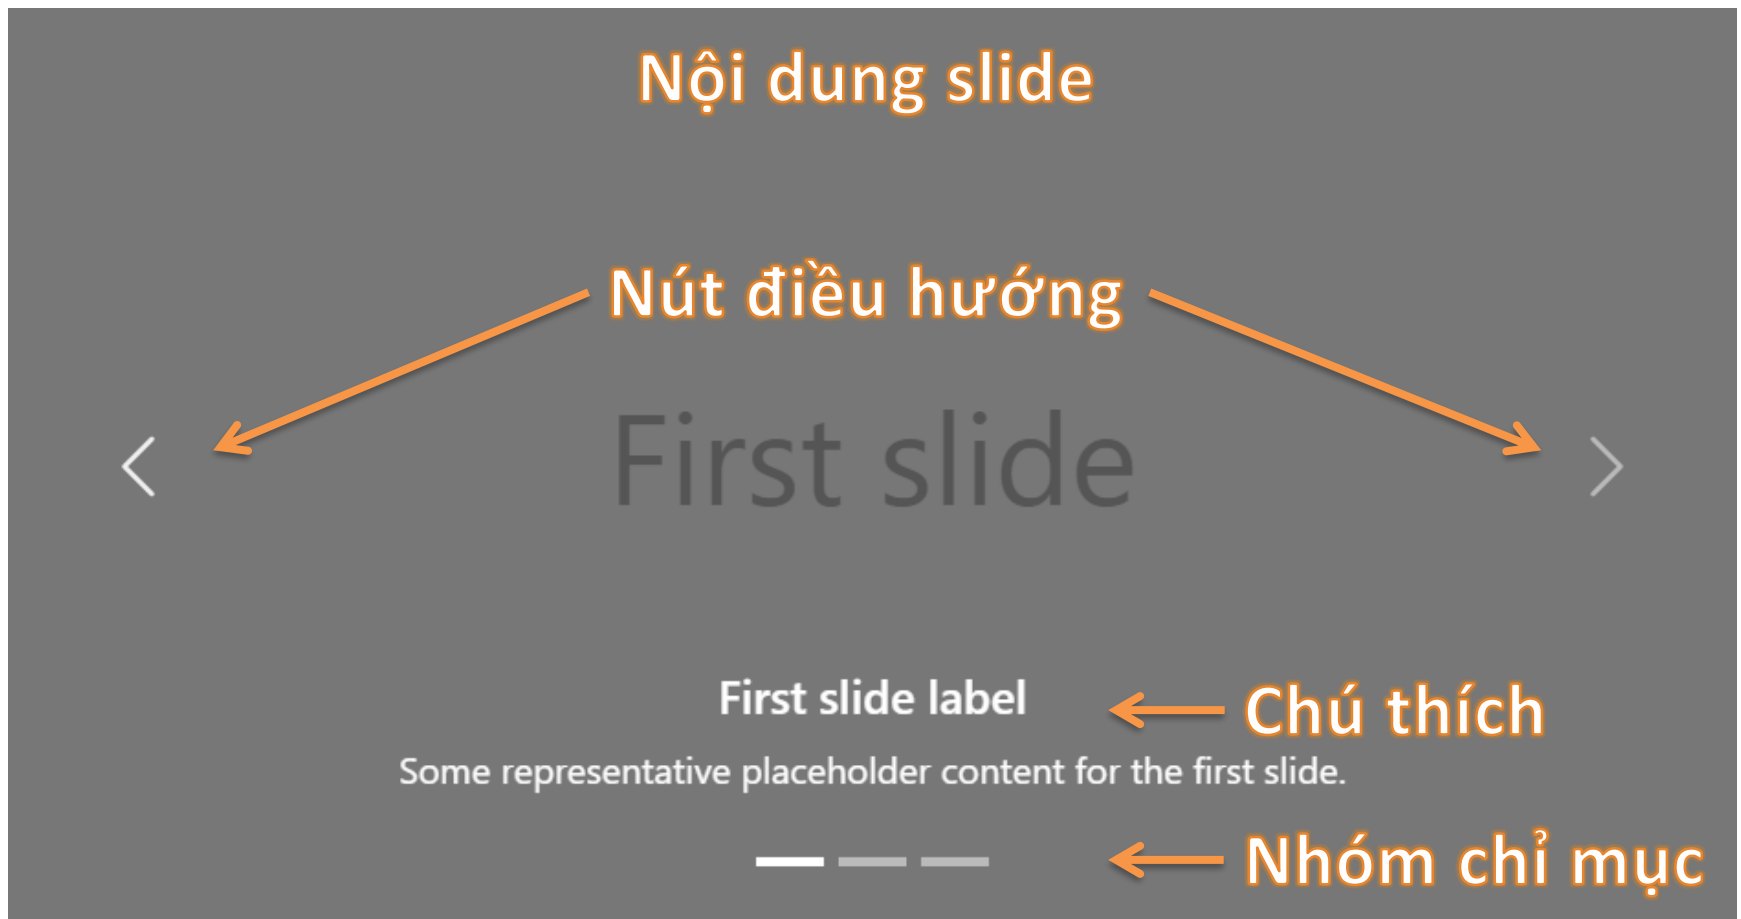 Nội dung slide
Nút điều hướng
First slide
First slide label
Chú thích
Some representative placeholder content for the first slide.
Nhóm chỉ mục